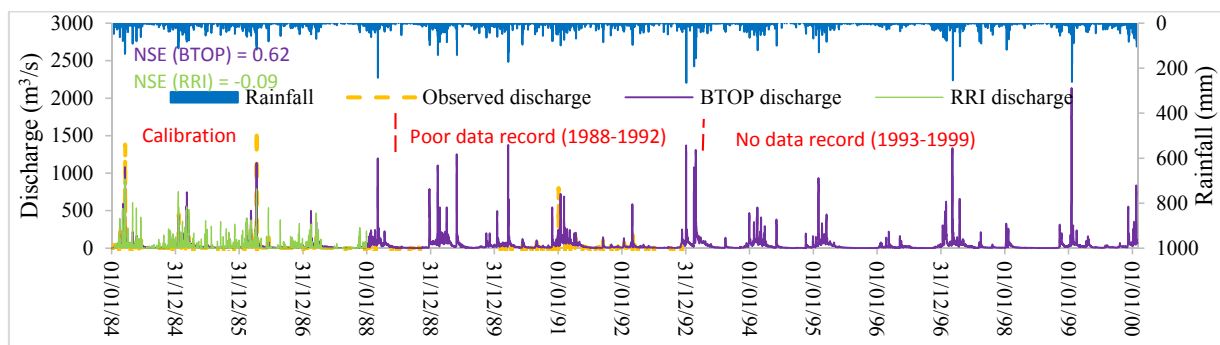 3000
2500
2000
1500
1000
500
0
Discharge (m³/s)
NSE (BTOP) = 0.62
NSE (RRI) = -0.09
Rainfall
Observed discharge
BTOP discharge
RRI discharge
Calibration
Poor data record (1988-1992)
No data record (1993-1999)
0
200
400
600
800
1000
Rainfall (mm)
01/01/84
31/12/84
31/12/85
31/12/86
01/01/88
31/12/88
31/12/89
01/01/91
01/01/92
31/12/92
01/01/94
01/01/95
01/01/96
31/12/96
01/01/98
01/01/99
01/01/00